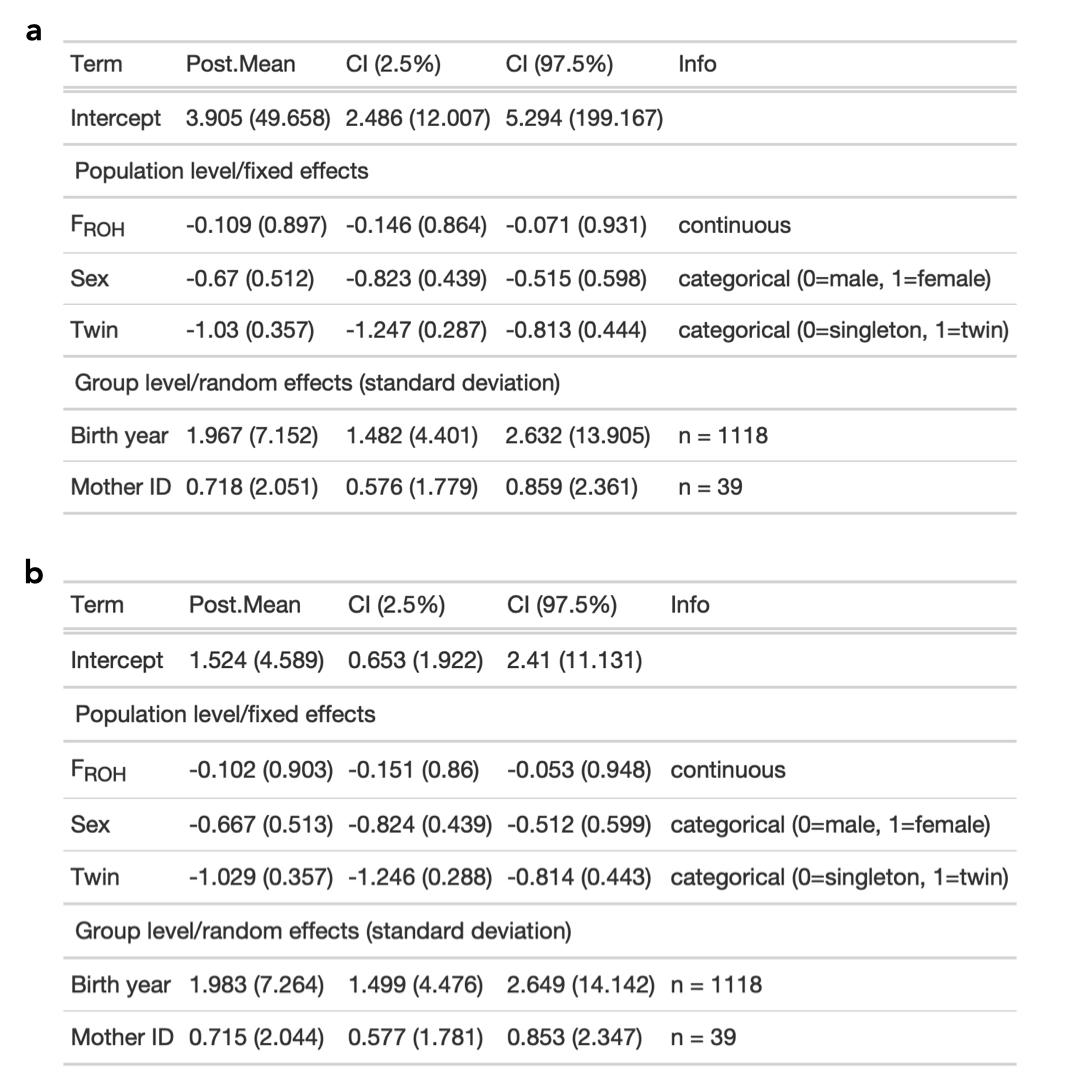 a
Term Post.Mean CI (2.5%) CI (97.5%) Info
Intercept 3.905 (49.658) 2.486 (12.007) 5.294 (199.167)
Population level/fixed effects
FROH -0.109 (0.897) -0.146 (0.864) -0.071 (0.931) continuous
Sex -0.67 (0.512) -0.823 (0.439) -0.515 (0.598) categorical (0=male, 1=female)
Twin -1.03 (0.357) -1.247 (0.287) -0.813 (0.444) categorical (0=singleton, 1=twin)
Group level/random effects (standard deviation)
Birth year 1.967 (7.152) 1.482 (4.401) 2.632 (13.905) n = 1118
Mother ID 0.718 (2.051) 0.576 (1.779) 0.859 (2.361) n = 39
b
Term Post.Mean CI (2.5%) CI (97.5%) Info
Intercept 1.524 (4.589) 0.653 (1.922) 2.41 (11.131)
Population level/fixed effects
FROH -0.102 (0.903) -0.151 (0.86) -0.053 (0.948) continuous
Sex -0.667 (0.513) -0.824 (0.439) -0.512 (0.599) categorical (0=male, 1=female)
Twin -1.029 (0.357) -1.246 (0.288) -0.814 (0.443) categorical (0=singleton, 1=twin)
Group level/random effects (standard deviation)
Birth year 1.983 (7.264) 1.499 (4.476) 2.649 (14.142) n = 1118
Mother ID 0.715 (2.044) 0.577 (1.781) 0.853 (2.347) n = 39